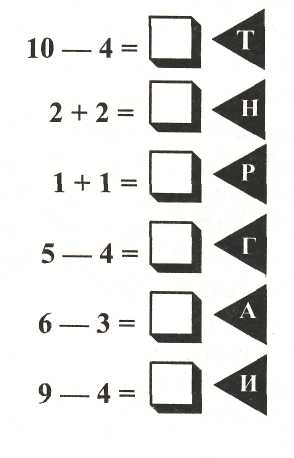 10 — 4 = Т
2 + 2 = Н
1 + 1 = Р
5 — 4 = Г
6 — 3 = А
9 — 4 = И